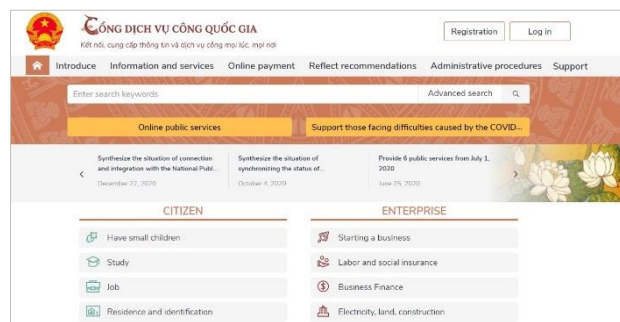 CỔNG DỊCH VỤ CÔNG QUỐC GIA
Kết nối, cung cấp thông tin và dịch vụ công mọi lúc, mọi nơi
Registration
Log in
Introduce
Information and services
Online payment
Reflect recommendations
Administrative procedures
Support
Enter search keywords
Advanced search
Online public services
Support those facing difficulties caused by the COVID...
Synthesize the situation of connection
and integration with the National Publ...
December 22, 2020
Synthesize the situation of
synchronizing the status of...
October 4, 2020
Provide 6 public services from July 1,
2020
June 25, 2020
CITIZEN
Have small children
Study
Job
Residence and identification
ENTERPRISE
Starting a business
Labor and social insurance
Business Finance
Electricity, land, construction